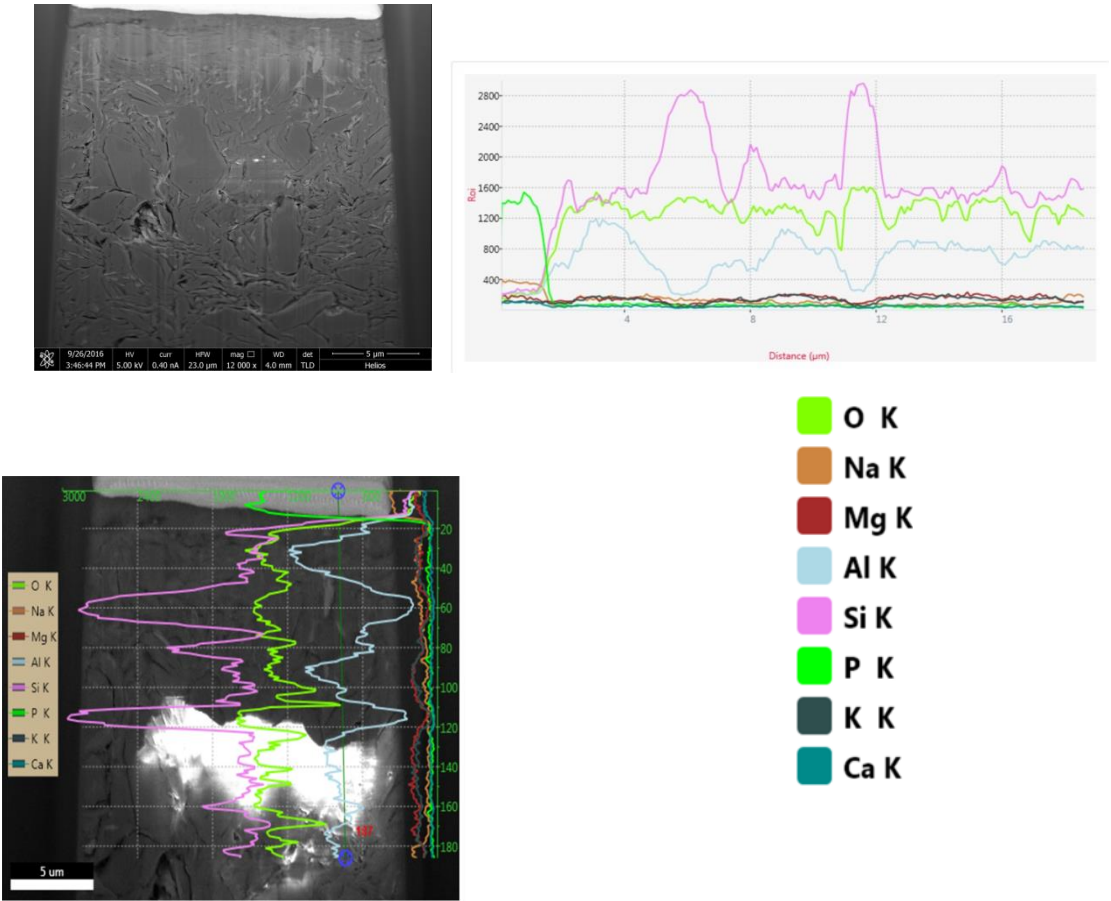 9/26/2016 HV curr HFW mag □ WD det 5 µm
3:46:44 PM 5.00 kV 0.40 nA 23.0 µm 12 000 x 4.0 mm TLD Helios
2800
2400
2000
1600
1200
800
400
Roi
4 8 12 16
Distance (µm)
O K
Na K
Mg K
Al K
Si K
P K
K K
Ca K
3000
20
40
60
80
100
120
140
160
180
O K
Na K
Mg K
Al K
Si K
P K
K K
Ca K
5 um